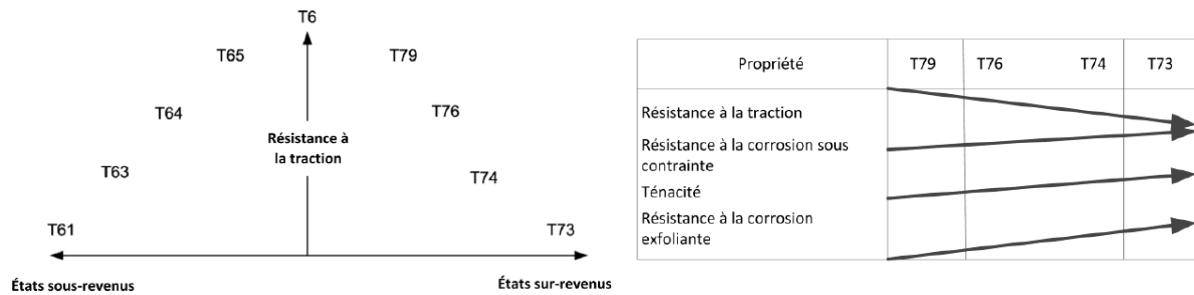 T6
T65
T79
T64
T76
Résistance à
la traction
T63
T74
T61
T73
États sous-revenus
États sur-revenus
Propriété T79 T76 T74 T73
Résistance à la traction
Résistance à la corrosion sous
contrainte
Ténacité
Résistance à la corrosion
exfoliante